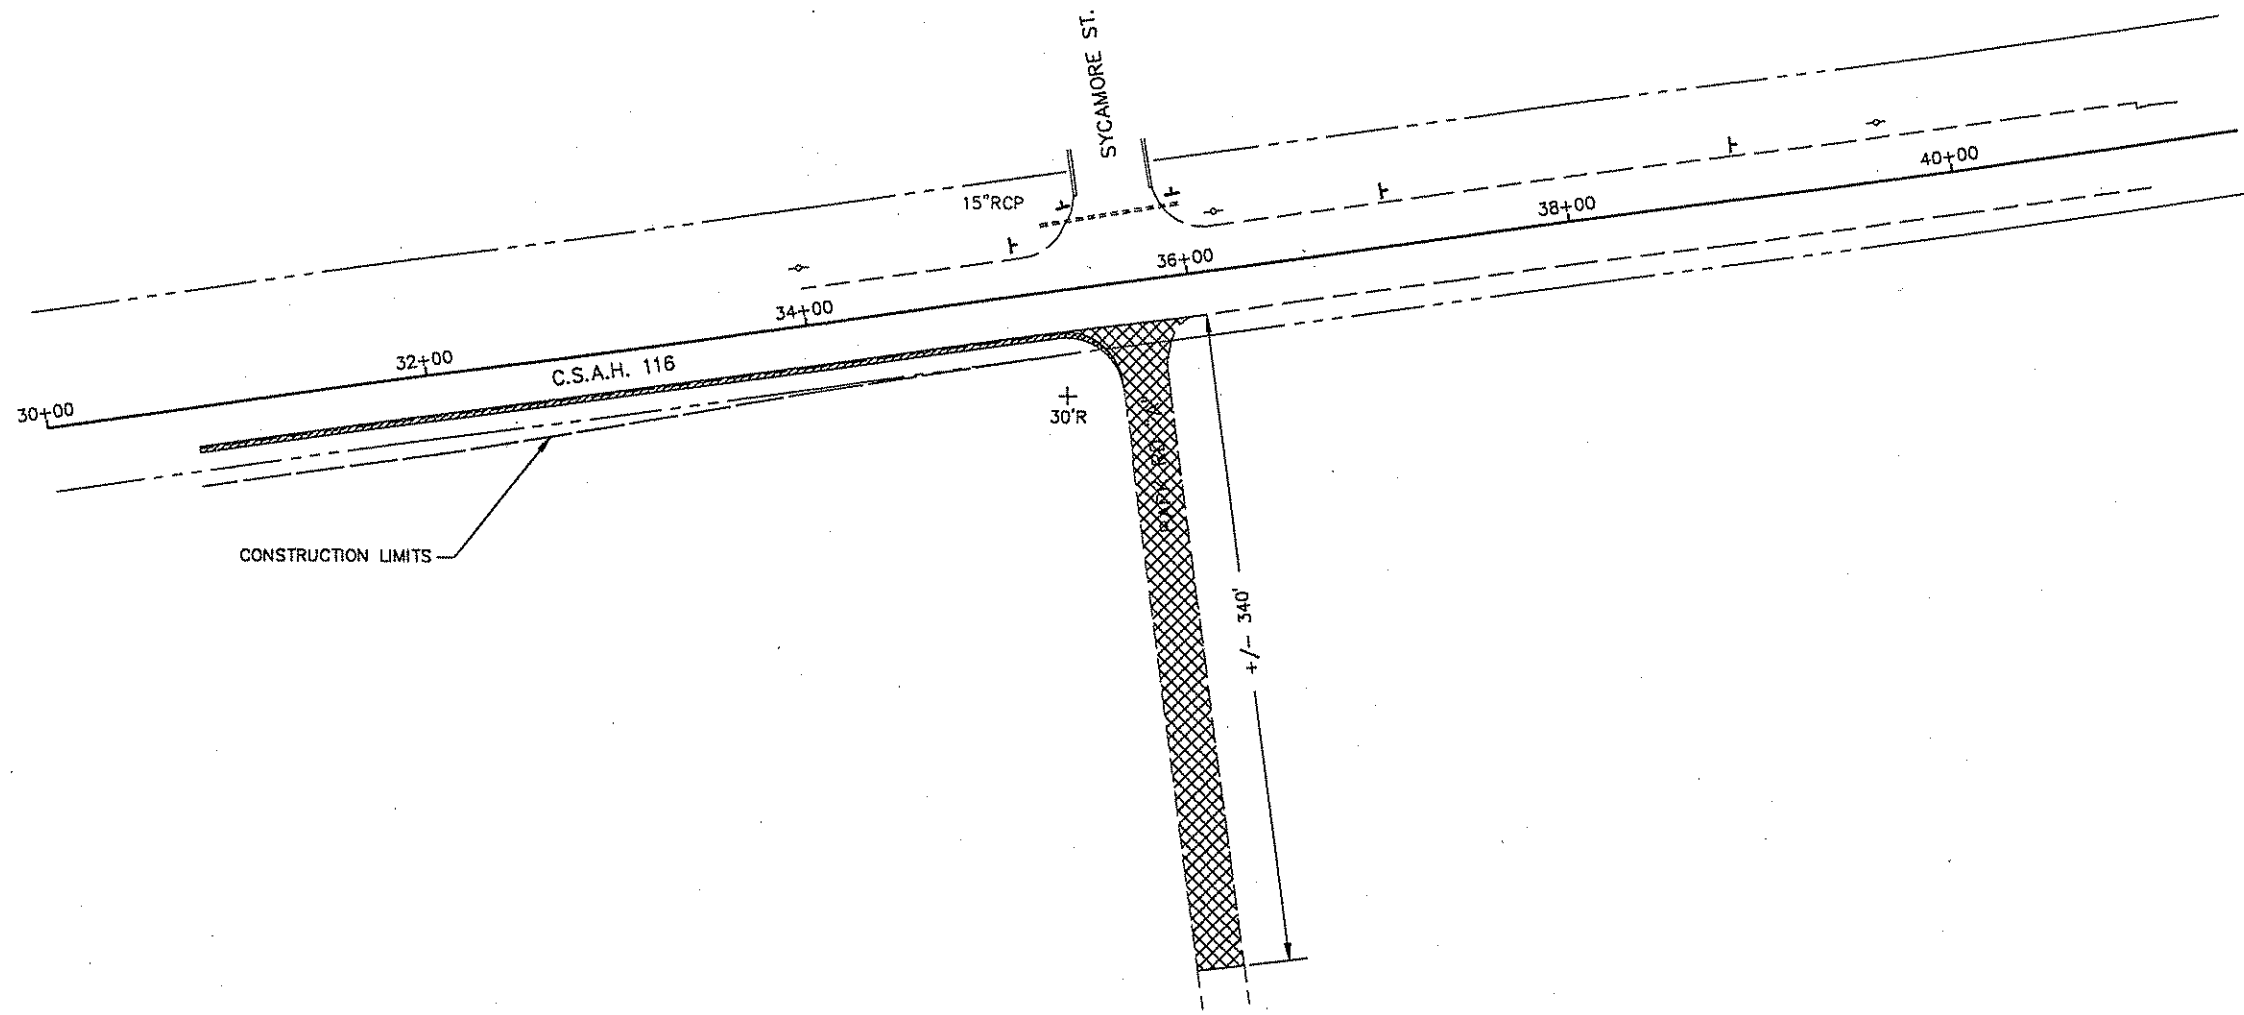 SYCAMORE ST.
15"RCP
40+00
38+00
36+00
34+00
32+00
C.S.A.H. 116
30+00
30'R
CONSTRUCTION LIMITS
+/- 340'